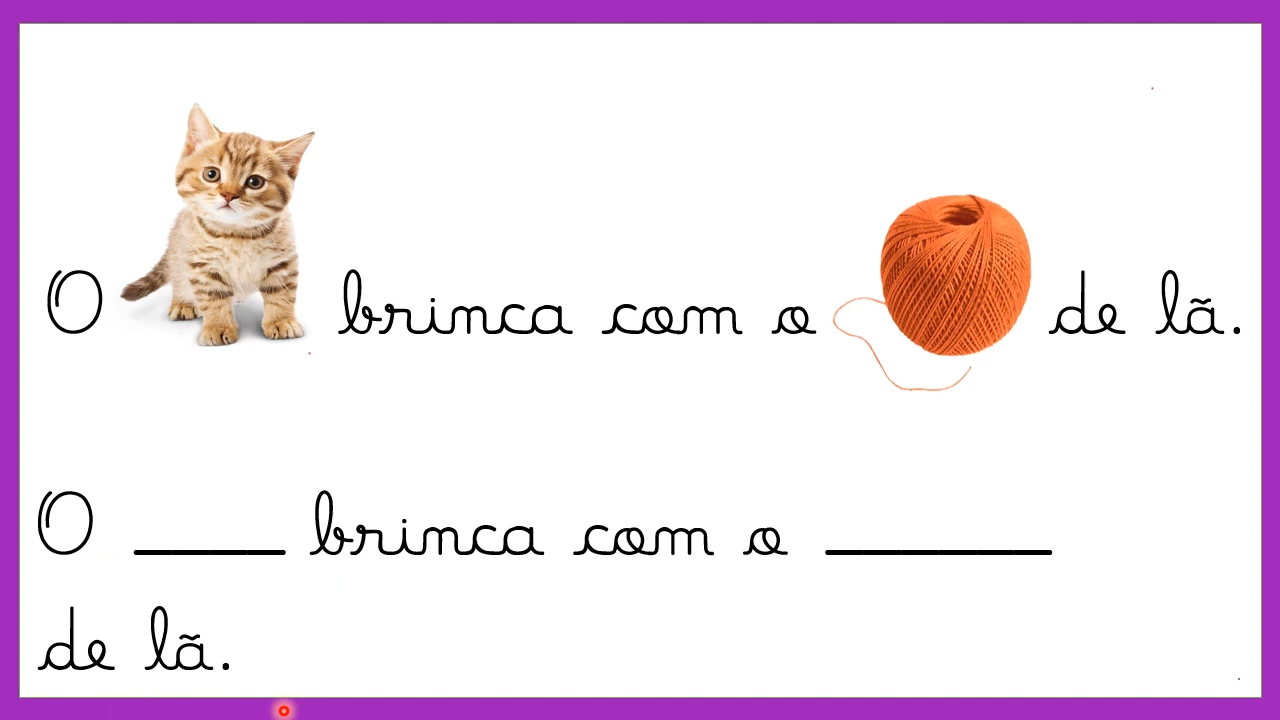 O brinca com o de lã.
O ____ brinca com o ______
de lã.